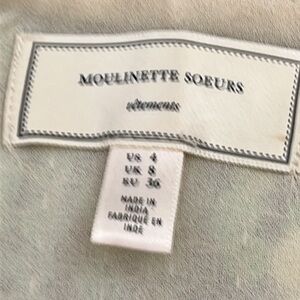 MOULINETTE SOEURS
vêtements
US 4
UK 8
EU 36
MADE IN
INDIA
FABRIQUÉ EN
INDE